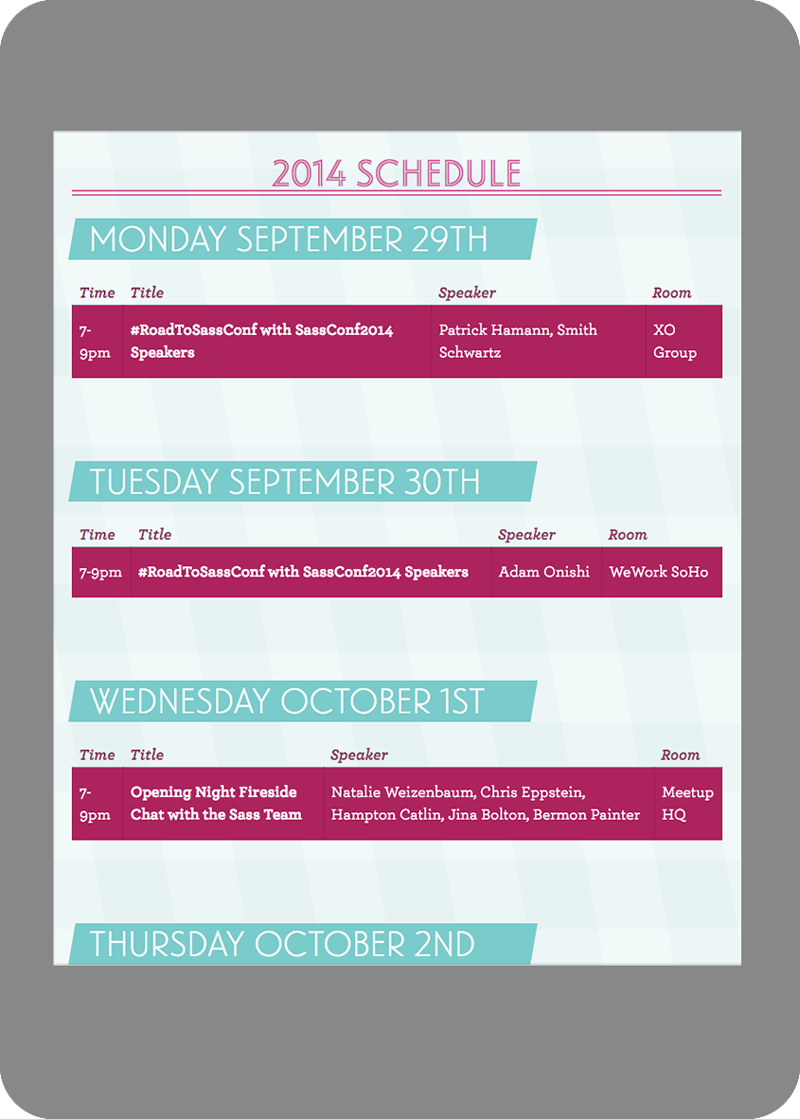 2014 SCHEDULE
MONDAY SEPTEMBER 29TH
Time Title Speaker Room
7- #RoadToSassConf with SassConf2014 Patrick Hamann, Smith XO
9pm Speakers Schwartz Group
TUESDAY SEPTEMBER 30TH
Time Title Speaker Room
7-9pm #RoadToSassConf with SassConf2014 Speakers Adam Onishi WeWork SoHo
WEDNESDAY OCTOBER 1ST
Time Title Speaker Room
7- Opening Night Fireside Natalie Weizenbaum, Chris Eppstein, Meetup
9pm Chat with the Sass Team Hampton Catlin, Jina Bolton, Bermon Painter HQ
THURSDAY OCTOBER 2ND